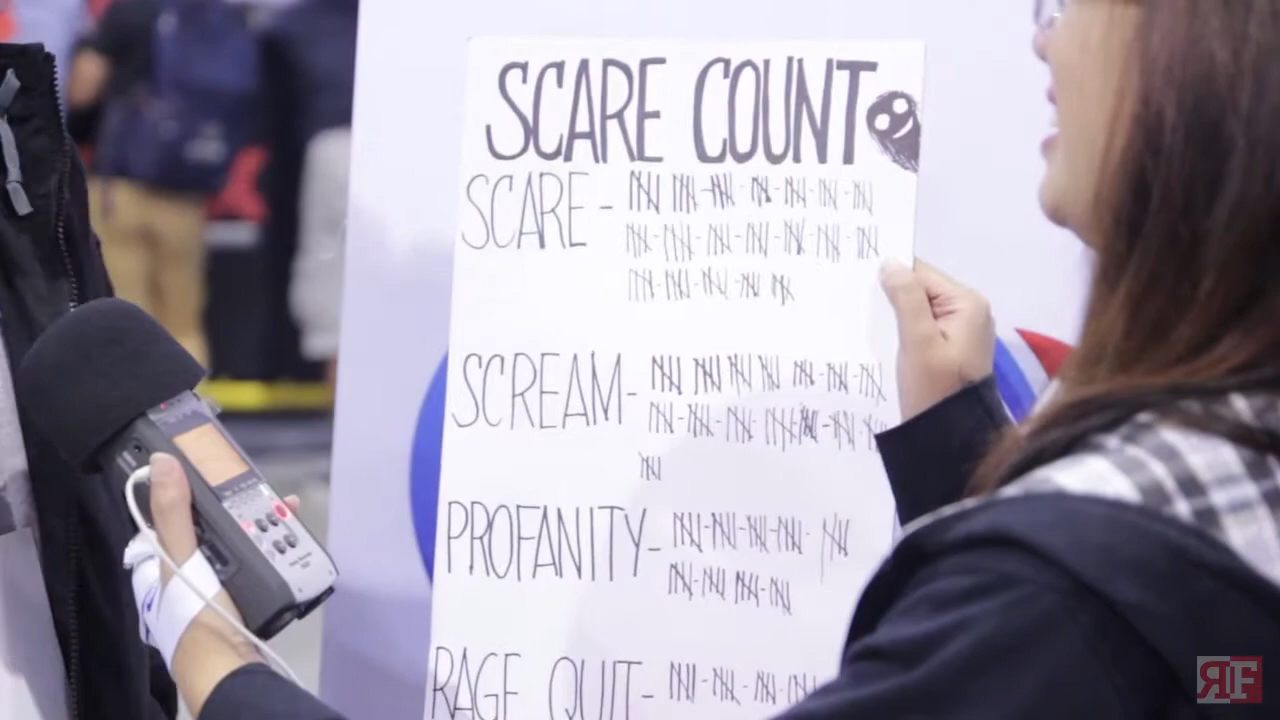 SCARE COUNT
SCARE -
SCREAM -
PROFANITY -
RAGE QUIT -
RF